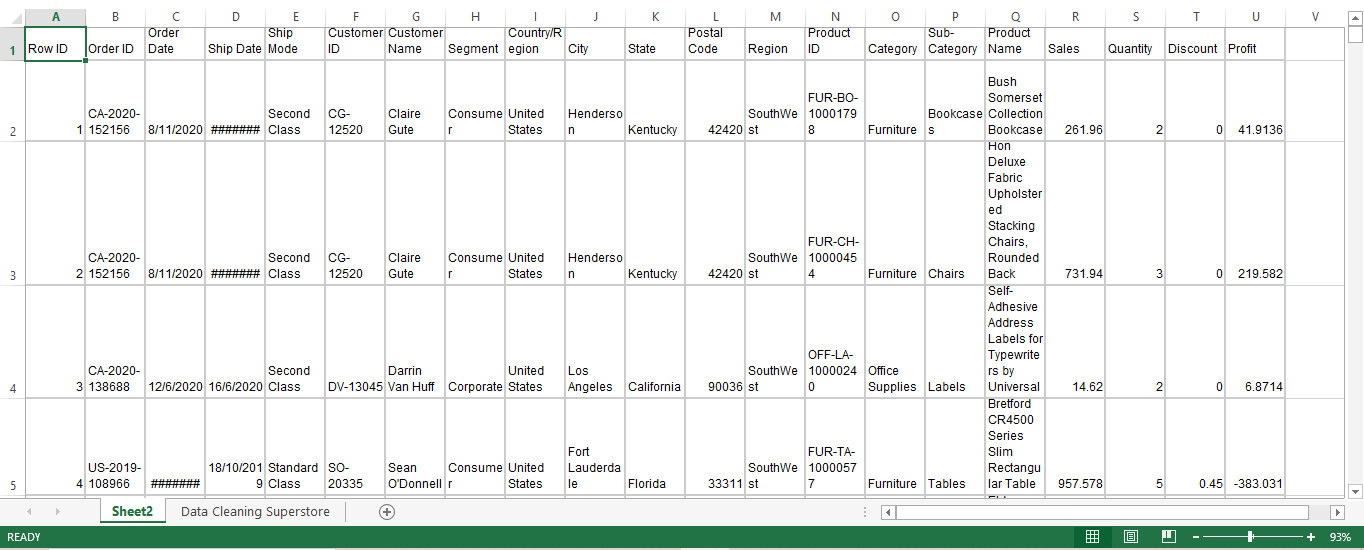 A B C D E F G H I J K L M N O P Q R S T U V
1 Row ID Order ID Order Date Ship Date Ship Mode Customer ID Customer Name Segment Country/Region City State Postal Code Region Product ID Category Sub-Category Product Name Sales Quantity Discount Profit
2 1 CA-2020-152156 8/11/2020 ####### Second Class CG-12520 Claire Gute Consumer United States Henderson Kentucky 42420 SouthWest FUR-BO-10001798 Furniture Bookcases Bush Somerset Collection Bookcase 261.96 2 0 41.9136
3 2 CA-2020-152156 8/11/2020 ####### Second Class CG-12520 Claire Gute Consumer United States Henderson Kentucky 42420 SouthWest FUR-CH-10000454 Furniture Chairs Hon Deluxe Fabric Upholstered Stacking Chairs, Rounded Back 731.94 3 0 219.582
4 3 CA-2020-138688 12/6/2020 16/6/2020 Second Class DV-13045 Darrin Van Huff Corporate United States Los Angeles California 90036 SouthWest OFF-LA-10000240 Office Supplies Labels Self-Adhesive Address Labels for Typewriters by Universal 14.62 2 0 6.8714
5 4 US-2019-108966 ####### 18/10/2019 Standard Class SO-20335 Sean O'Donnell Consumer United States Fort Lauderdale Florida 33311 SouthWest FUR-TA-10000577 Furniture Tables Bretford CR4500 Series Slim Rectangular Table 957.578 5 0.45 -383.031
Sheet2 Data Cleaning Superstore
READY 93%